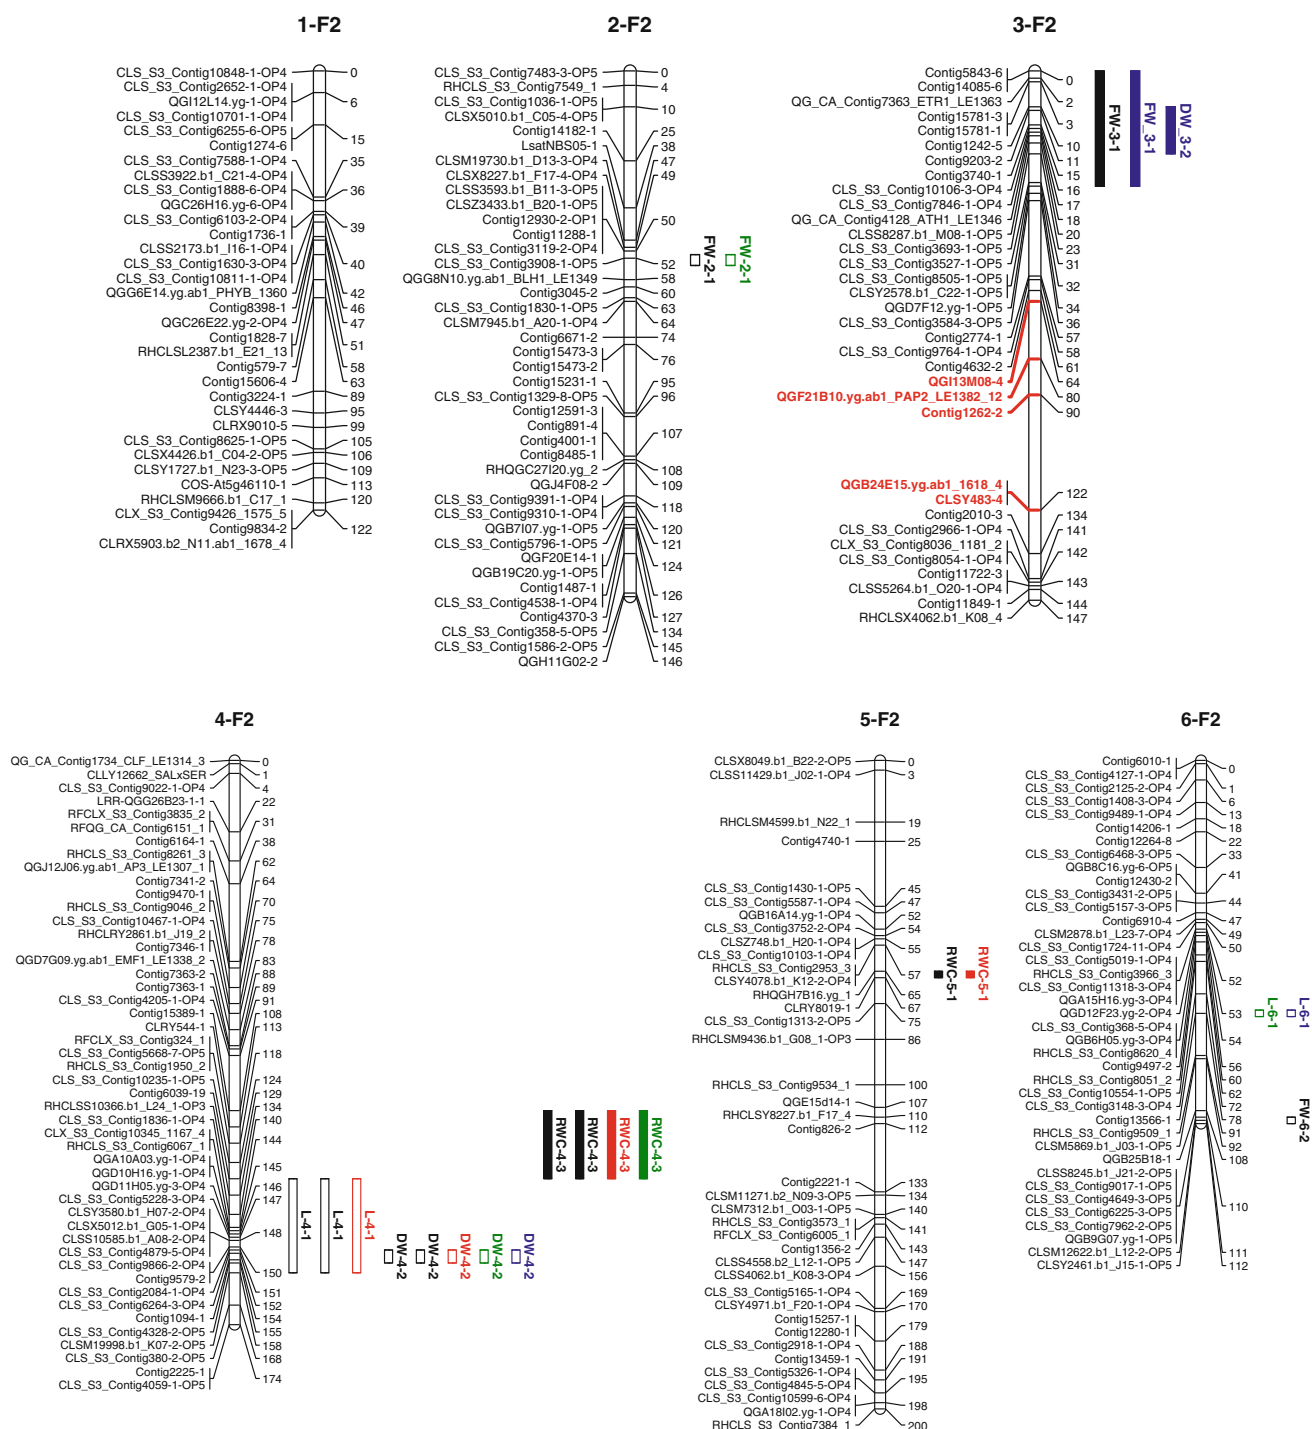 1-F2
CLS_S3_Contig10848-1-OP4 0
CLS_S3_Contig2652-1-OP4
QGI12L14.yg-1-OP4 6
CLS_S3_Contig10701-1-OP4
CLS_S3_Contig6255-6-OP5
Contig1274-6 15
CLS_S3_Contig7588-1-OP4 35
CLSS3922.b1_C21-4-OP4
CLS_S3_Contig1888-6-OP4 36
QGC26H16.yg-6-OP4
CLS_S3_Contig6103-2-OP4
Contig1736-1 39
CLSS2173.b1_I16-1-OP4
CLS_S3_Contig1630-3-OP4 40
CLS_S3_Contig10811-1-OP4
QGG6E14.yg.ab1_PHYB_1360 42
Contig8398-1 46
QGC26E22.yg-2-OP4 47
Contig1828-7
RHCLSL2387.b1_E21_13 51
Contig579-7 58
Contig15606-4 63
Contig3224-1 89
CLSY4446-3 95
CLRX9010-5 99
CLS_S3_Contig8625-1-OP5 105
CLSX4426.b1_C04-2-OP5 106
CLSY1727.b1_N23-3-OP5 109
COS-At5g46110-1 113
RHCLSM9666.b1_C17_1 120
CLX_S3_Contig9426_1575_5
Contig9834-2 122
CLRX5903.b2_N11.ab1_1678_4
2-F2
CLS_S3_Contig7483-3-OP5 0
RHCLS_S3_Contig7549_1 4
CLS_S3_Contig1036-1-OP5
CLSX5010.b1_C05-4-OP5 10
Contig14182-1 25
LsatNBS05-1 38
CLSM19730.b1_D13-3-OP4 47
CLSX8227.b1_F17-4-OP4 49
CLSS3593.b1_B11-3-OP5
CLSZ3433.b1_B20-1-OP5
Contig12930-2-OP1 50
Contig11288-1
CLS_S3_Contig3119-2-OP4
CLS_S3_Contig3908-1-OP5 52
QGG8N10.yg.ab1_BLH1_LE1349 58
Contig3045-2 60
CLS_S3_Contig1830-1-OP5 63
CLSM7945.b1_A20-1-OP4 64
Contig6671-2 74
Contig15473-3
Contig15473-2 76
Contig15231-1 95
CLS_S3_Contig1329-8-OP5 96
Contig12591-3
Contig891-4
Contig4001-1 107
Contig8485-1
RHQGC27I20.yg_2 108
QGJ4F08-2 109
CLS_S3_Contig9391-1-OP4
CLS_S3_Contig9310-1-OP4 118
QGB7I07.yg-1-OP5 120
CLS_S3_Contig5796-1-OP5 121
QGF20E14-1
QGB19C20.yg-1-OP5 124
Contig1487-1
CLS_S3_Contig4538-1-OP4 126
Contig4370-3 127
CLS_S3_Contig358-5-OP5 134
CLS_S3_Contig1586-2-OP5 145
QGH11G02-2 146
FW-2-1
FW-2-1
3-F2
Contig5843-6
Contig14085-6 0
QG_CA_Contig7363_ETR1_LE1363 2
Contig15781-3
Contig15781-1 3
Contig1242-5 10
Contig9203-2 11
Contig3740-1 15
CLS_S3_Contig10106-3-OP4 16
CLS_S3_Contig7846-1-OP4 17
QG_CA_Contig4128_ATH1_LE1346 18
CLSS8287.b1_M08-1-OP5 20
CLS_S3_Contig3693-1-OP5 23
CLS_S3_Contig3527-1-OP5 31
CLS_S3_Contig8505-1-OP5
CLSY2578.b1_C22-1-OP5 32
QGD7F12.yg-1-OP5 34
CLS_S3_Contig3584-3-OP5 36
Contig2774-1 57
CLS_S3_Contig9764-1-OP4 58
Contig4632-2 61
QGI13M08-4 64
QGF21B10.yg.ab1_PAP2_LE1382_12 80
Contig1262-2 90
QGB24E15.yg.ab1_1618_4
CLSY483-4 122
Contig2010-3 134
CLS_S3_Contig2966-1-OP4 141
CLX_S3_Contig8036_1181_2
CLS_S3_Contig8054-1-OP4 142
Contig11722-3
CLSS5264.b1_O20-1-OP4 143
Contig11849-1 144
RHCLSX4062.b1_K08_4 147
FW-3-1
FW_3-1
DW_3-2
4-F2
QG_CA_Contig1734_CLF_LE1314_3 0
CLLY12662_SALxSER 1
CLS_S3_Contig9022-1-OP4 4
LRR-QGG26B23-1-1 22
RFCLX_S3_Contig3835_2
RFQG_CA_Contig6151_1 31
Contig6164-1 38
RHCLS_S3_Contig8261_3
QGJ12J06.yg.ab1_AP3_LE1307_1 62
Contig7341-2 64
Contig9470-1
RHCLS_S3_Contig9046_2 70
CLS_S3_Contig10467-1-OP4 75
RHCLRY2861.b1_J19_2
Contig7346-1 78
QGD7G09.yg.ab1_EMF1_LE1338_2 83
Contig7363-2 88
Contig7363-1 89
CLS_S3_Contig4205-1-OP4 91
Contig15389-1 108
CLRY544-1 113
RFCLX_S3_Contig324_1
CLS_S3_Contig5668-7-OP5 118
RHCLS_S3_Contig1950_2
CLS_S3_Contig10235-1-OP5 124
Contig6039-19 129
RHCLSS10366.b1_L24_1-OP3 134
CLS_S3_Contig1836-1-OP4 140
CLX_S3_Contig10345_1167_4
RHCLS_S3_Contig6067_1 144
QGA10A03.yg-1-OP4
QGD10H16.yg-1-OP4 145
QGD11H05.yg-3-OP4 146
CLS_S3_Contig5228-3-OP4 147
CLSY3580.b1_H07-2-OP4
CLSX5012.b1_G05-1-OP4
CLSS10585.b1_A08-2-OP4 148
CLS_S3_Contig4879-5-OP4
CLS_S3_Contig9866-2-OP4
Contig9579-2 150
CLS_S3_Contig2084-1-OP4 151
CLS_S3_Contig6264-3-OP4 152
Contig1094-1 154
CLS_S3_Contig4328-2-OP5 155
CLSM19998.b1_K07-2-OP5 158
CLS_S3_Contig380-2-OP5 168
Contig2225-1
CLS_S3_Contig4059-1-OP5 174
L-4-1
L-4-1
L-4-1
DW-4-2
DW-4-2
DW-4-2
DW-4-2
DW-4-2
RWC-4-3
RWC-4-3
RWC-4-3
RWC-4-3
5-F2
CLSX8049.b1_B22-2-OP5 0
CLSS11429.b1_J02-1-OP4 3
RHCLSM4599.b1_N22_1 19
Contig4740-1 25
CLS_S3_Contig1430-1-OP5 45
CLS_S3_Contig5587-1-OP4 47
QGB16A14.yg-1-OP4 52
CLS_S3_Contig3752-2-OP4 54
CLSZ748.b1_H20-1-OP4
CLS_S3_Contig10103-1-OP4 55
RHCLS_S3_Contig2953_3
CLSY4078.b1_K12-2-OP4 57
RHQGH7B16.yg_1 65
CLRY8019-1 67
CLS_S3_Contig1313-2-OP5 75
RHCLSM9436.b1_G08_1-OP3 86
RHCLS_S3_Contig9534_1 100
QGE15d14-1 107
RHCLSY8227.b1_F17_4 110
Contig826-2 112
Contig2221-1 133
CLSM11271.b2_N09-3-OP5 134
CLSM7312.b1_O03-1-OP5 140
RHCLS_S3_Contig3573_1
RFCLX_S3_Contig6005_1 141
Contig1356-2 143
CLSS4558.b2_L12-1-OP5 147
CLSS4062.b1_K08-3-OP4 156
CLS_S3_Contig5165-1-OP4 169
CLSY4971.b1_F20-1-OP4 170
Contig15257-1
Contig12280-1 179
CLS_S3_Contig2918-1-OP4 188
Contig13459-1 191
CLS_S3_Contig5326-1-OP4
CLS_S3_Contig4845-5-OP4 195
CLS_S3_Contig10599-6-OP4
QGA18I02.yg-1-OP4 198
RHCLS_S3_Contig7384_1 200
RWC-5-1
RWC-5-1
6-F2
Contig6010-1
CLS_S3_Contig4127-1-OP4 0
CLS_S3_Contig2125-2-OP4 1
CLS_S3_Contig1408-3-OP4 6
CLS_S3_Contig9489-1-OP4 13
Contig14206-1 18
Contig12264-8 22
CLS_S3_Contig6468-3-OP5 33
QGB8C16.yg-6-OP5
Contig12430-2 41
CLS_S3_Contig3431-2-OP5
CLS_S3_Contig5157-3-OP5 44
Contig6910-4 47
CLSM2878.b1_L23-7-OP4 49
CLS_S3_Contig1724-11-OP4 50
CLS_S3_Contig5019-1-OP4
RHCLS_S3_Contig3966_3
CLS_S3_Contig11318-3-OP4 52
QGA15H16.yg-3-OP4
QGD12F23.yg-2-OP4 53
CLS_S3_Contig368-5-OP4
QGB6H05.yg-3-OP4 54
RHCLS_S3_Contig8620_4
Contig9497-2 56
RHCLS_S3_Contig8051_2 60
CLS_S3_Contig10554-1-OP5 62
CLS_S3_Contig3148-3-OP4 72
Contig13566-1 78
RHCLS_S3_Contig9509_1 91
CLSM5869.b1_J03-1-OP5 92
QGB25B18-1 108
CLSS8245.b1_J21-2-OP5
CLS_S3_Contig9017-1-OP5
CLS_S3_Contig4649-3-OP5
CLS_S3_Contig6225-3-OP5 110
CLS_S3_Contig7962-2-OP5
QGB9G07.yg-1-OP5
CLSM12622.b1_L12-2-OP5 111
CLSY2461.b1_J15-1-OP5 112
L-6-1
L-6-1
FW-6-2